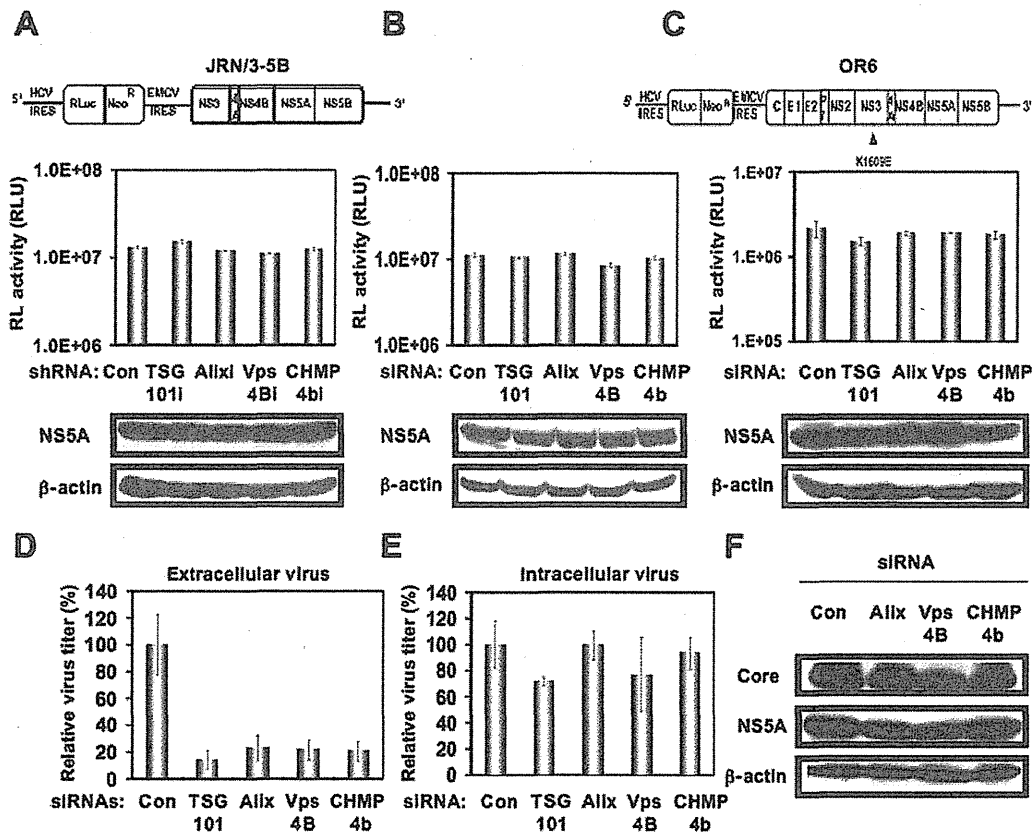 A
JRN/3-5B
5' HCV IRES RLuc Neo R EMCV IRES NS3 4A NS4B NS5A NS5B 3'
RL activity (RLU)
1.0E+08
1.0E+07
1.0E+06
shRNA: Con TSG 101i Alixi Vps 4Bi CHMP 4bi
NS5A
β-actin
B
RL activity (RLU)
1.0E+08
1.0E+07
1.0E+06
siRNA: Con TSG 101 Alix Vps 4B CHMP 4b
NS5A
β-actin
C
OR6
5' HCV IRES RLuc Neo R EMCV IRES C E1 E2 P7 NS2 NS3 4A NS4B NS5A NS5B 3'
K1609E
RL activity (RLU)
1.0E+07
1.0E+06
1.0E+05
siRNA: Con TSG 101 Alix Vps 4B CHMP 4b
NS5A
β-actin
D
Extracellular virus
Relative virus titer (%)
140
120
100
80
60
40
20
0
siRNAs: Con TSG 101 Alix Vps 4B CHMP 4b
E
Intracellular virus
Relative virus titer (%)
140
120
100
80
60
40
20
0
siRNA: Con TSG 101 Alix Vps 4B CHMP 4b
F
siRNA
Con Alix Vps 4B CHMP 4b
Core
NS5A
β-actin